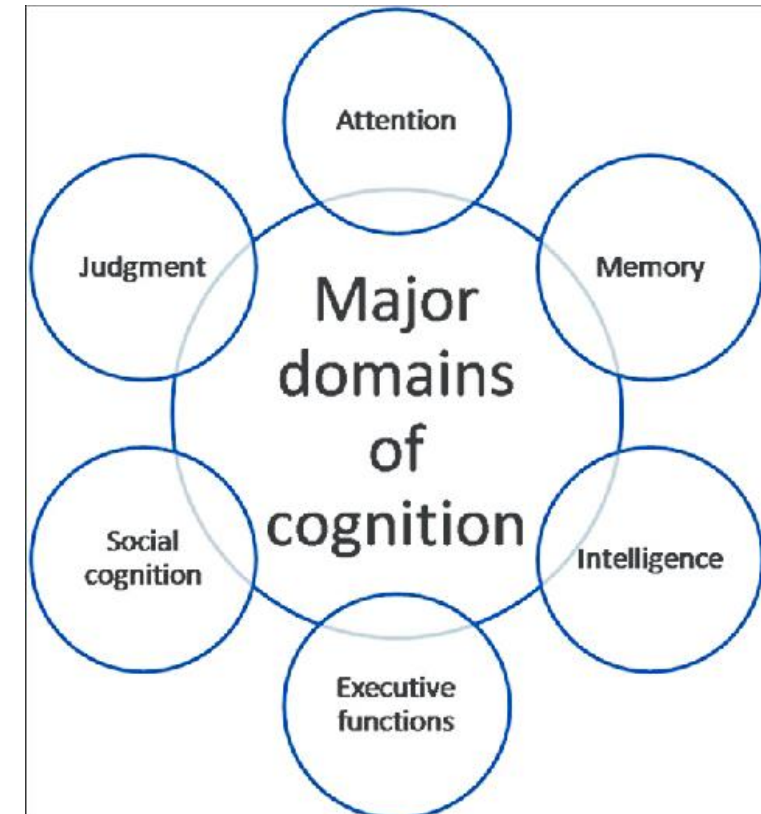 Attention
Judgment
Memory
Major
domains
of
cognition
Social
cognition
Intelligence
Executive
functions